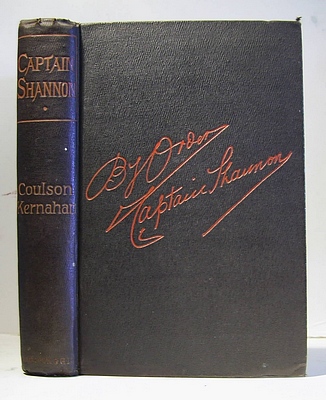 CAPTAIN
SHANNON
Coulson
Kernahan
By Order
Captain Shannon